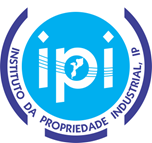 ipi
INSTITUTO DA PROPRIEDADE INDUSTRIAL, IP